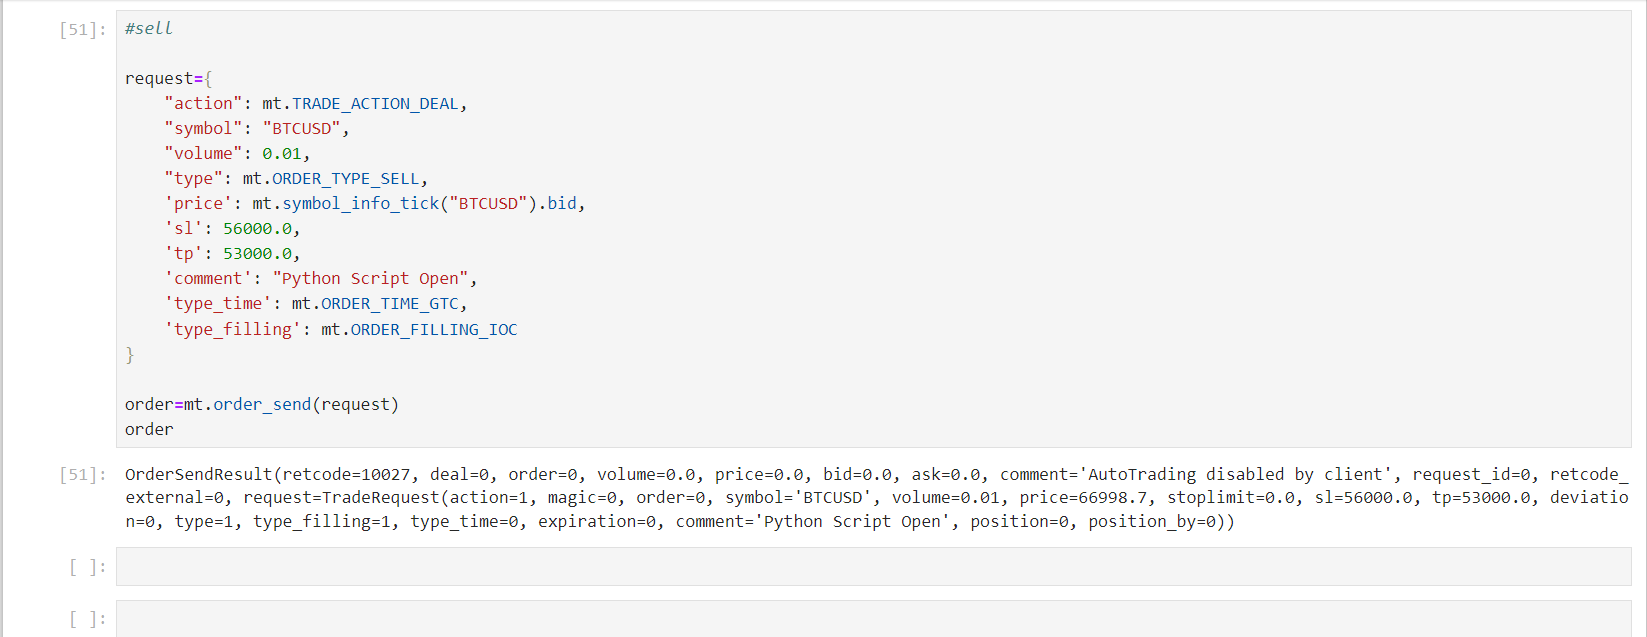 [51]: #sell
request={
"action": mt.TRADE_ACTION_DEAL,
"symbol": "BTCUSD",
"volume": 0.01,
"type": mt.ORDER_TYPE_SELL,
'price': mt.symbol_info_tick("BTCUSD").bid,
'sl': 56000.0,
'tp': 53000.0,
'comment': "Python Script Open",
'type_time': mt.ORDER_TIME_GTC,
'type_filling': mt.ORDER_FILLING_IOC
}
order=mt.order_send(request)
order
[51]: OrderSendResult(retcode=10027, deal=0, order=0, volume=0.0, price=0.0, bid=0.0, ask=0.0, comment='AutoTrading disabled by client', request_id=0, retcode_
external=0, request=TradeRequest(action=1, magic=0, order=0, symbol='BTCUSD', volume=0.01, price=66998.7, stoplimit=0.0, sl=56000.0, tp=53000.0, deviatio
n=0, type=1, type_filling=1, type_time=0, expiration=0, comment='Python Script Open', position=0, position_by=0))
[ ]:
[ ]: